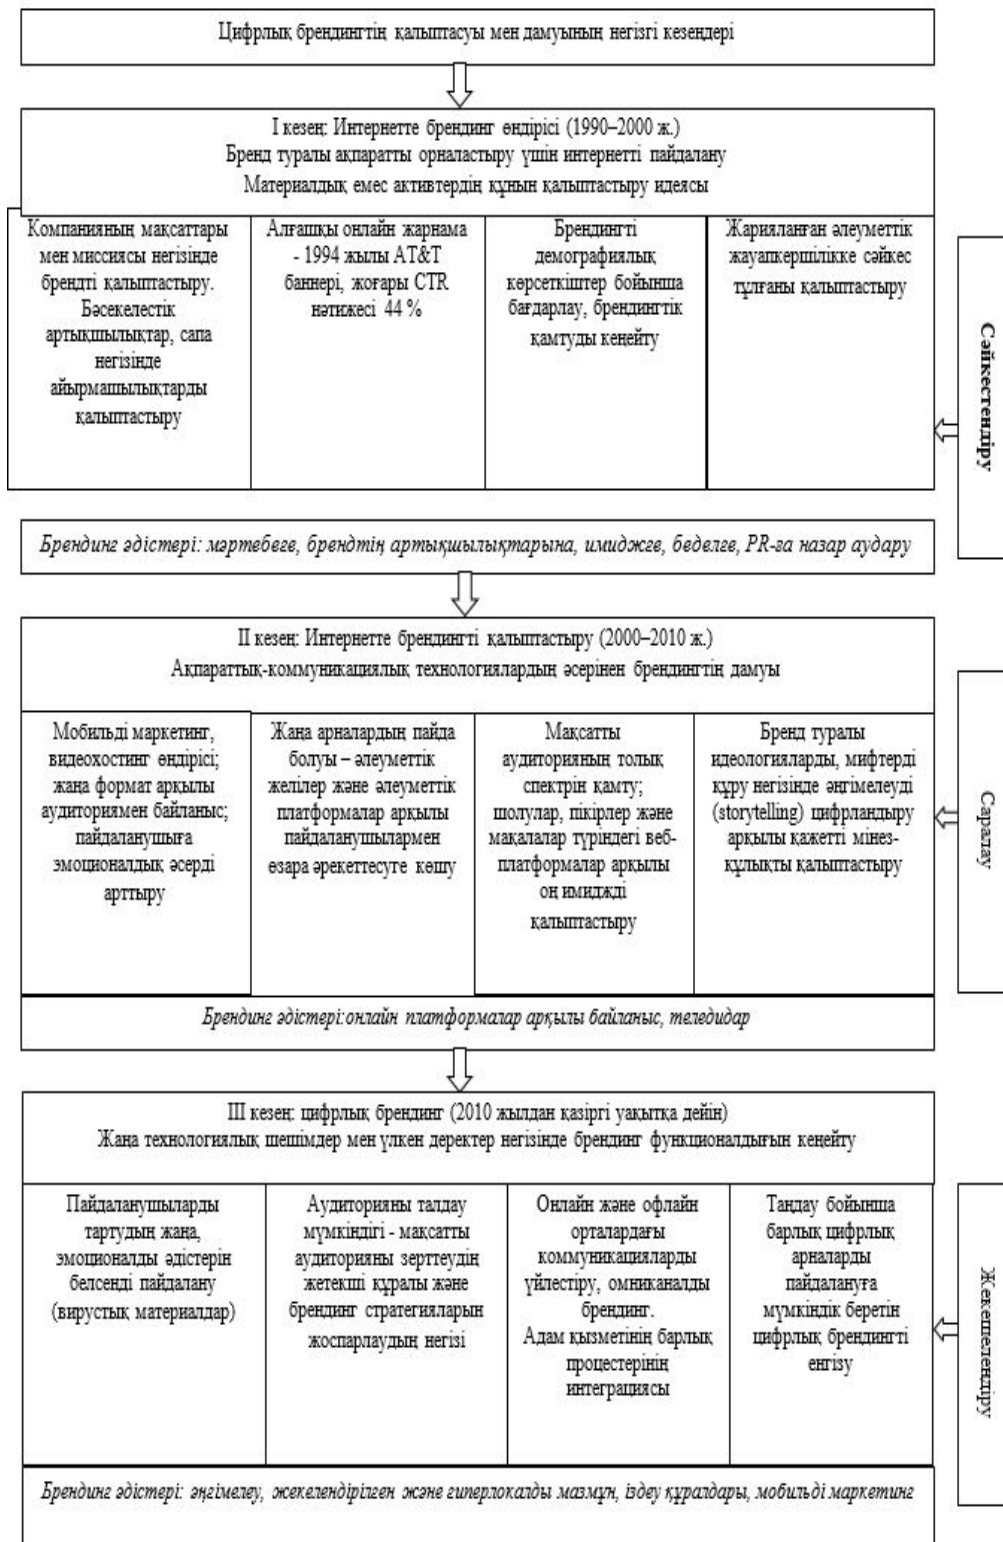 Цифрлық брендингтің қалыптасуы мен дамуының негізгі кезеңдері
I кезең: Интернетте брендинг өндірісі (1990–2000 ж.)
Бренд туралы ақпаратты орналастыру үшін интернетті пайдалану
Материалдық емес активтердің құнын қалыптастыру идеясы
Компанияның мақсаттары
мен миссиясы негізінде
брендті қалыптастыру.
Бәсекелестік
артықшылықтар, сапа
негізінде
айырмашылықтарды
қалыптастыру
Алғашқы онлайн жарнама
- 1994 жылы AT&T
баннері, жоғары CTR
нәтижесі 44 %
Брендингті
демографиялық
көрсеткіштер бойынша
бағдарлау, брендингтік
қамтуды кеңейту
Жарияланған әлеуметтік
жауапкершілікке сәйкес
тұлғаны қалыптастыру
Сәйкестендіру
Брендинг әдістері: мәртебеге, брендтің артықшылықтарына, имиджге, беделге, PR-ға назар аудару
II кезең: Интернетте брендингті қалыптастыру (2000–2010 ж.)
Ақпараттық-коммуникациялық технологиялардың әсерінен брендингтің дамуы
Мобильді маркетинг,
видеохостинг өндірісі;
жаңа формат арқылы
аудиториямен байланыс;
пайдаланушыға
эмоционалдық әсерді
арттыру
Жаңа арналардың пайда
болуы – әлеуметтік
желілер және әлеуметтік
платформалар арқылы
пайдаланушылармен
өзара әрекеттесуге көшу
Мақсатты
аудиторияның толық
спектрін қамту;
шолулар, пікірлер және
мақалалар түріндегі веб-
платформалар арқылы
оң имиджді
қалыптастыру
Бренд туралы
идеологияларды, мифтерді
құру негізінде әңгімелеуді
(storytelling) цифрландыру
арқылы қажетті мінез-
құлықты қалыптастыру
Саралау
Брендинг әдістері:онлайн платформалар арқылы байланыс, теледидар
III кезең: цифрлық брендинг (2010 жылдан қазіргі уақытқа дейін)
Жаңа технологиялық шешімдер мен үлкен деректер негізінде брендинг функционалдығын кеңейту
Пайдаланушыларды
тартудың жаңа,
эмоционалды әдістерін
белсенді пайдалану
(вирустық материалдар)
Аудиторияны талдау
мүмкіндігі - мақсатты
аудиторияны зерттеудің
жетекші құралы және
брендинг стратегияларын
жоспарлаудың негізі
Онлайн және офлайн
орталардағы
коммуникацияларды
үйлестіру, омниканалды
брендинг.
Адам қызметінің барлық
процестерінің
интеграциясы
Таңдау бойынша
барлық цифрлық
арналарды
пайдалануға
мүмкіндік беретін
цифрлық брендингті
енгізу
Жекешелендіру
Брендинг әдістері: әңгімелеу, жекелендірілген және гиперлокалды мазмұн, іздеу құралдары, мобильді маркетинг